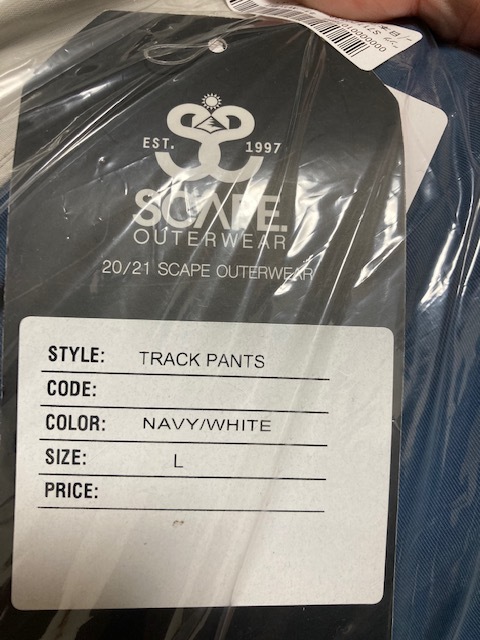 EST. 1997
SCAPE.
OUTERWEAR
20/21 SCAPE OUTERWEAR
STYLE: TRACK PANTS
CODE:
COLOR: NAVY/WHITE
SIZE: L
PRICE: